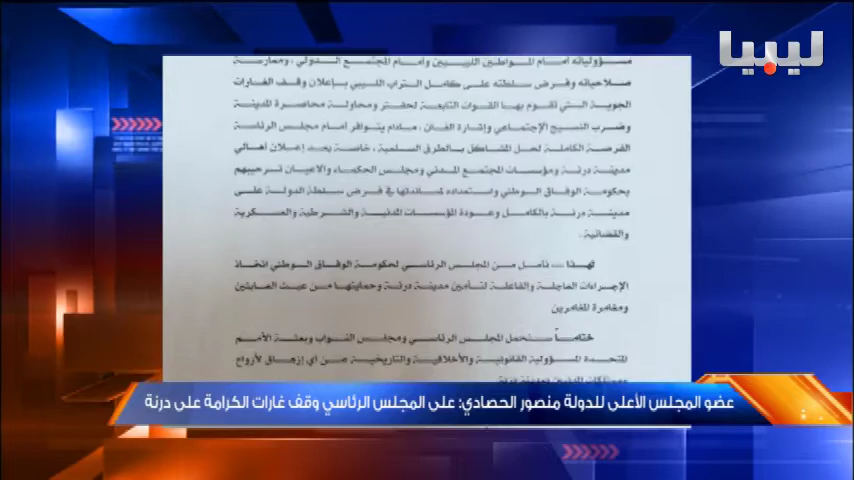 ليبيا
مسؤولياته أمام المواطنين الليبيين وأمام المجتمع الدولي ، وممارسة
صلاحياته وفرض سلطته على كامل التراب الليبي بإعلان وقف الغارات
الجوية التي تقوم بها القوات التابعة لحفتر ومحاولة محاصرة المدينة
وضرب النسيج الإجتماعي وإثارة الفتن ، مادام يتوافر أمام مجلس الرئاسة
الفرصة الكاملة لحل المشاكل بالطرق السلمية ، خاصة بعد إعلان أهالي
مدينة درنة ومؤسسات المجتمع المدني ومجلس الحكماء والاعيان ترحيبهم
بحكومة الوفاق الوطني واستعداده لمساندتها في فرض سلطة الدولة على
مدينة درنة بالكامل وعودة المؤسسات المدنية والشرطية والعسكرية
والقضائية .
لهذا — نأمل من المجلس الرئاسي لحكومة الوفاق الوطني اتخاذ
الإجراءات العاجلة والفاعلة لتأمين مدينة درنة وحمايتها من عبث العابثين
ومغامرة المغامرين
ختاماً سنحمل المجلس الرئاسي ومجلس النواب وبعثة الأمم
المتحدة المسؤولية القانونية والأخلاقية والتاريخية عن أي إزهاق لأرواح
عضو المجلس الأعلى للدولة منصور الحصادي: على المجلس الرئاسي وقف غارات الكرامة على درنة